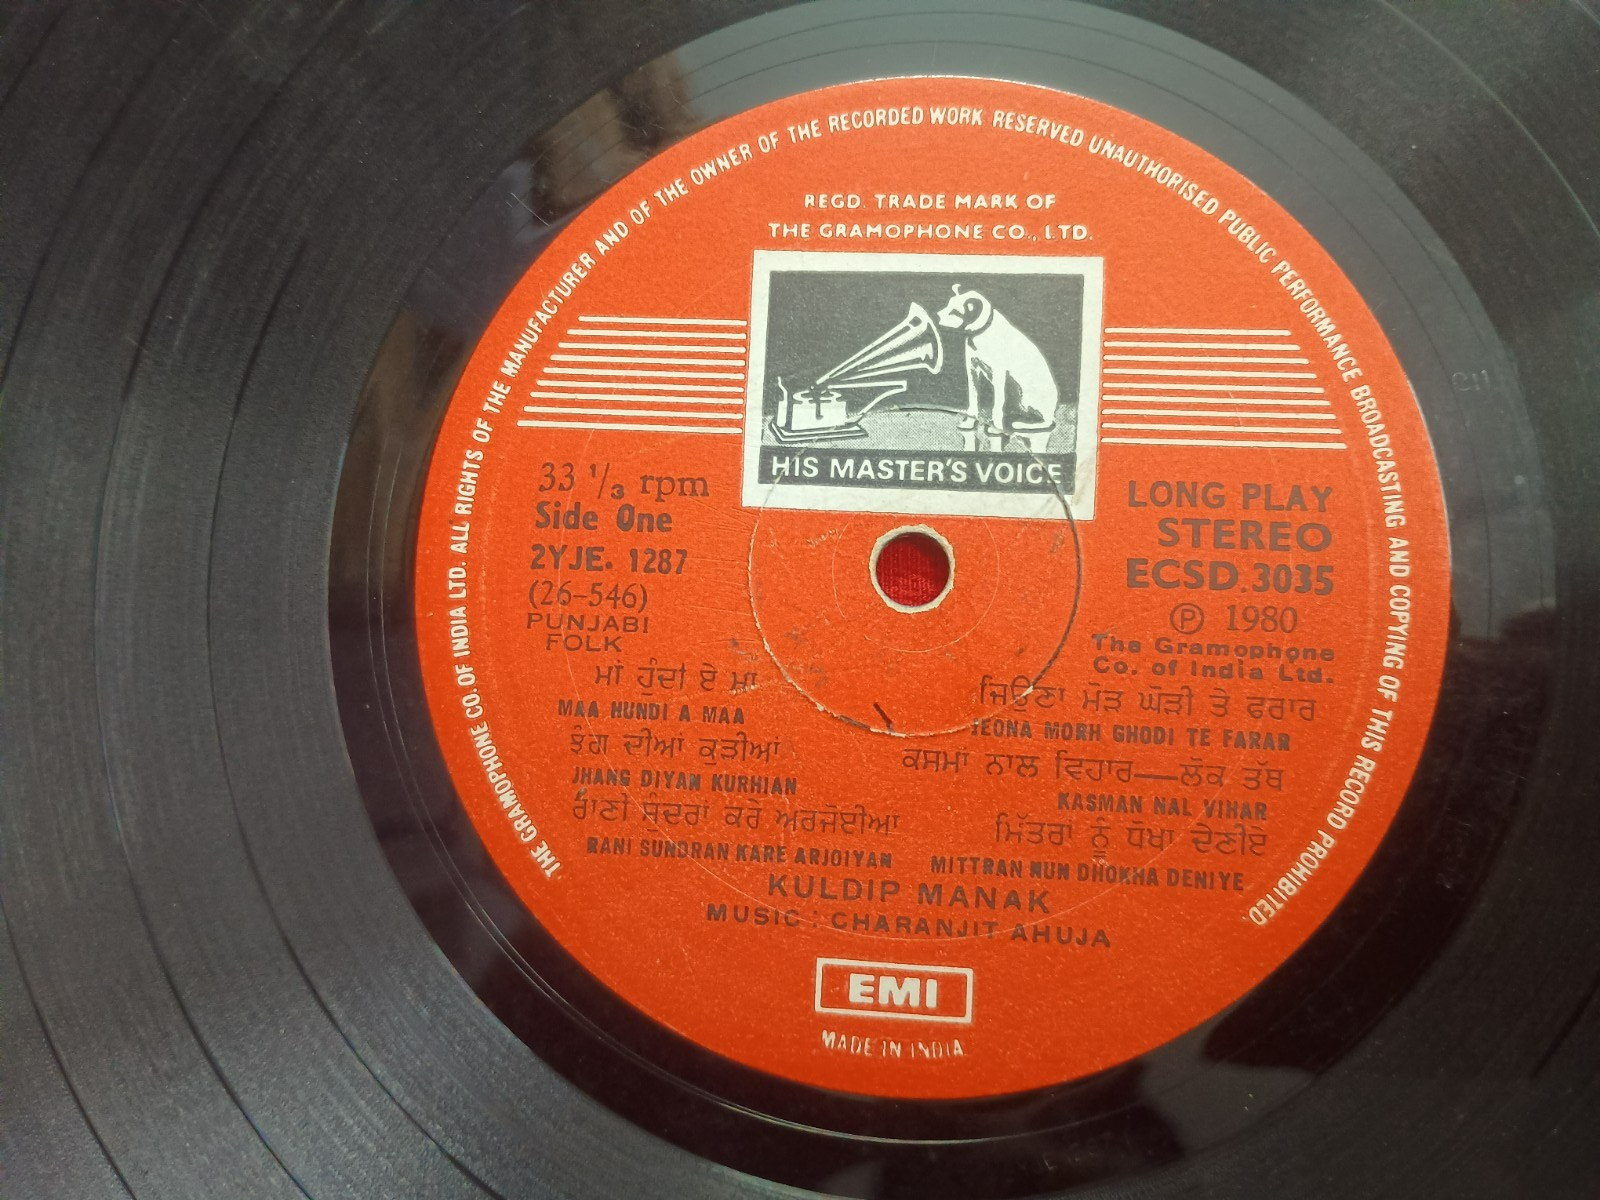 THE GRAMOPHONE CO. OF INDIA LTD. ALL RIGHTS OF THE MANUFACTURER AND OF THE OWNER OF THE RECORDED WORK RESERVED UNAUTHORISED PUBLIC PERFORMANCE BROADCASTING AND COPYING OF THIS RECORD PROHIBITED.
REGD. TRADE MARK OF
THE GRAMOPHONE CO., LTD.
HIS MASTER'S VOICE
33 1/3 rpm
Side One
2YJE. 1287
(26-546)
PUNJABI
FOLK
LONG PLAY
STEREO
ECSD.3035
Ⓟ 1980
The Gramophone
Co. of India Ltd.
ਮਾਂ ਹੁੰਦੀ ਏ ਮਾਂ
MAA HUNDI A MAA
ਝੰਗ ਦੀਆਂ ਕੁੜੀਆਂ
JHANG DIYAN KURHIAN
ਰਾਣੀ ਸੁੰਦਰਾਂ ਕਰੇ ਅਰਜੋਈਆ
RANI SUNDRAN KARE ARJOIYAN
ਜਿਓਣਾ ਮੋੜ ਘੋੜੀ ਤੇ ਫਰਾਰ
JEONA MORH GHODI TE FARAR
ਕਸਮਾਂ ਨਾਲ ਵਿਹਾਰ—ਲੋਕ ਤੱਥ
KASMAN NAL VIHAR
ਮਿੱਤਰਾਂ ਨੂੰ ਧੋਖਾ ਦੇਣੀਏ
MITTRAN NUN DHOKHA DENIYE
KULDIP MANAK
MUSIC : CHARANJIT AHUJA
EMI
MADE IN INDIA